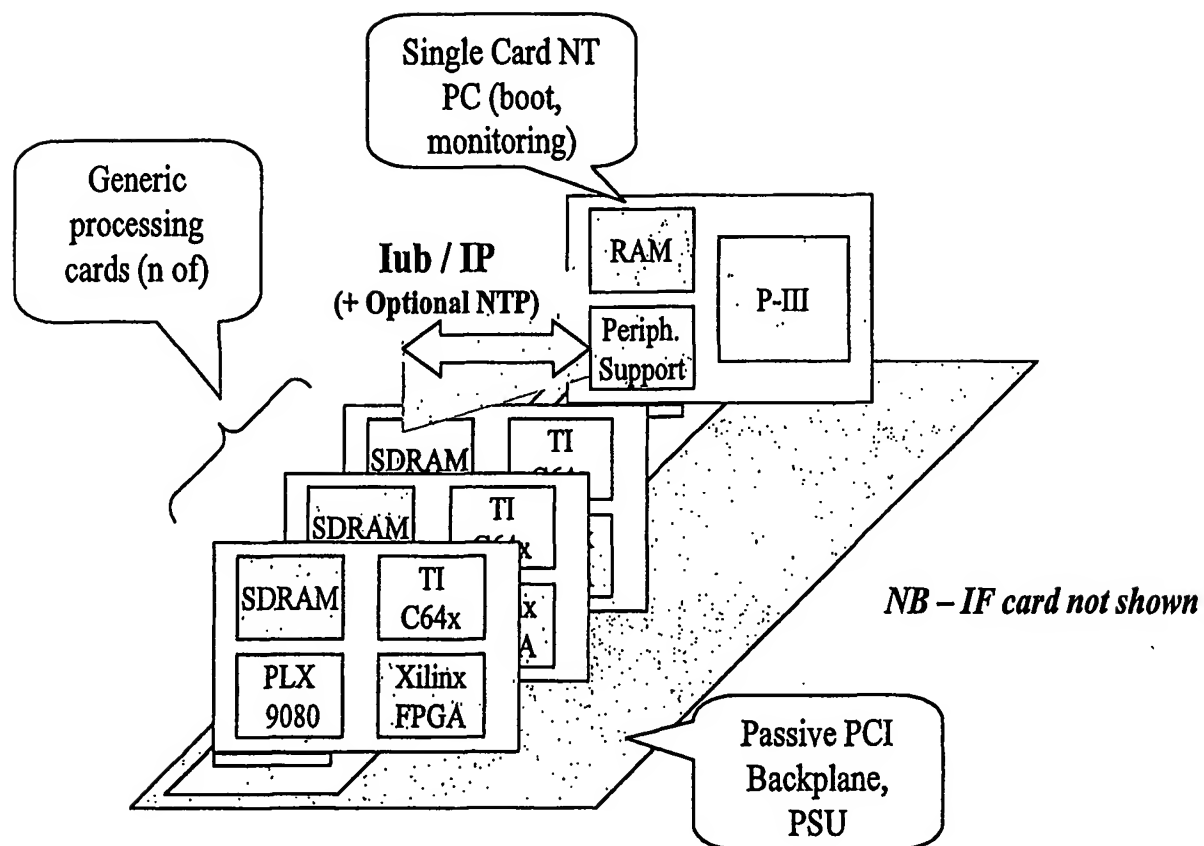 Single Card NT
PC (boot,
monitoring)
Generic
processing
cards (n of)
Iub / IP
(+ Optional NTP)
RAM
P-III
Periph.
Support
SDRAM
TI
SDRAM
TI
SDRAM
TI
C64x
PLX
9080
Xilinx
FPGA
NB – IF card not shown
Passive PCI
Backplane,
PSU